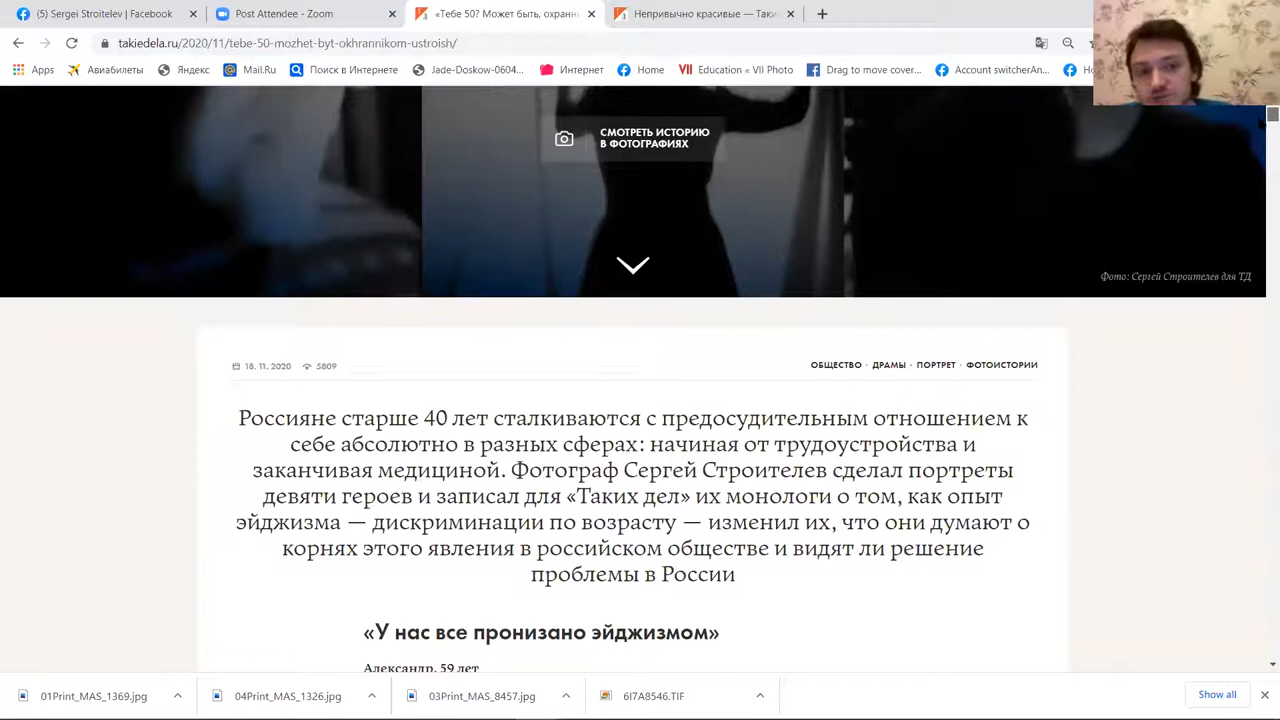 (5) Sergei Stroitelev | Facebook
Post Attendee - Zoom
«Тебе 50? Может быть, охранн
Непривычно красивые — Таки
takiedela.ru/2020/11/tebe-50-mozhet-byt-okhrannikom-ustroish/
Apps
Авиабилеты
Яндекс
Mail.Ru
Поиск в Интернете
Jade-Doskow-0604...
Интернет
Home
VII Education « VII Photo
Drag to move cover...
Account switcherAn...
СМОТРЕТЬ ИСТОРИЮ
В ФОТОГРАФИЯХ
Фото: Сергей Строителев для ТД
18. 11. 2020 5809
ОБЩЕСТВО · ДРАМЫ · ПОРТРЕТ · ФОТОИСТОРИИ
Россияне старше 40 лет сталкиваются с предосудительным отношением к
себе абсолютно в разных сферах: начиная от трудоустройства и
заканчивая медициной. Фотограф Сергей Строителев сделал портреты
девяти героев и записал для «Таких дел» их монологи о том, как опыт
эйджизма — дискриминации по возрасту — изменил их, что они думают о
корнях этого явления в российском обществе и видят ли решение
проблемы в России
«У нас все пронизано эйджизмом»
Александр, 59 лет
01Print_MAS_1369.jpg
04Print_MAS_1326.jpg
03Print_MAS_8457.jpg
6I7A8546.TIF
Show all